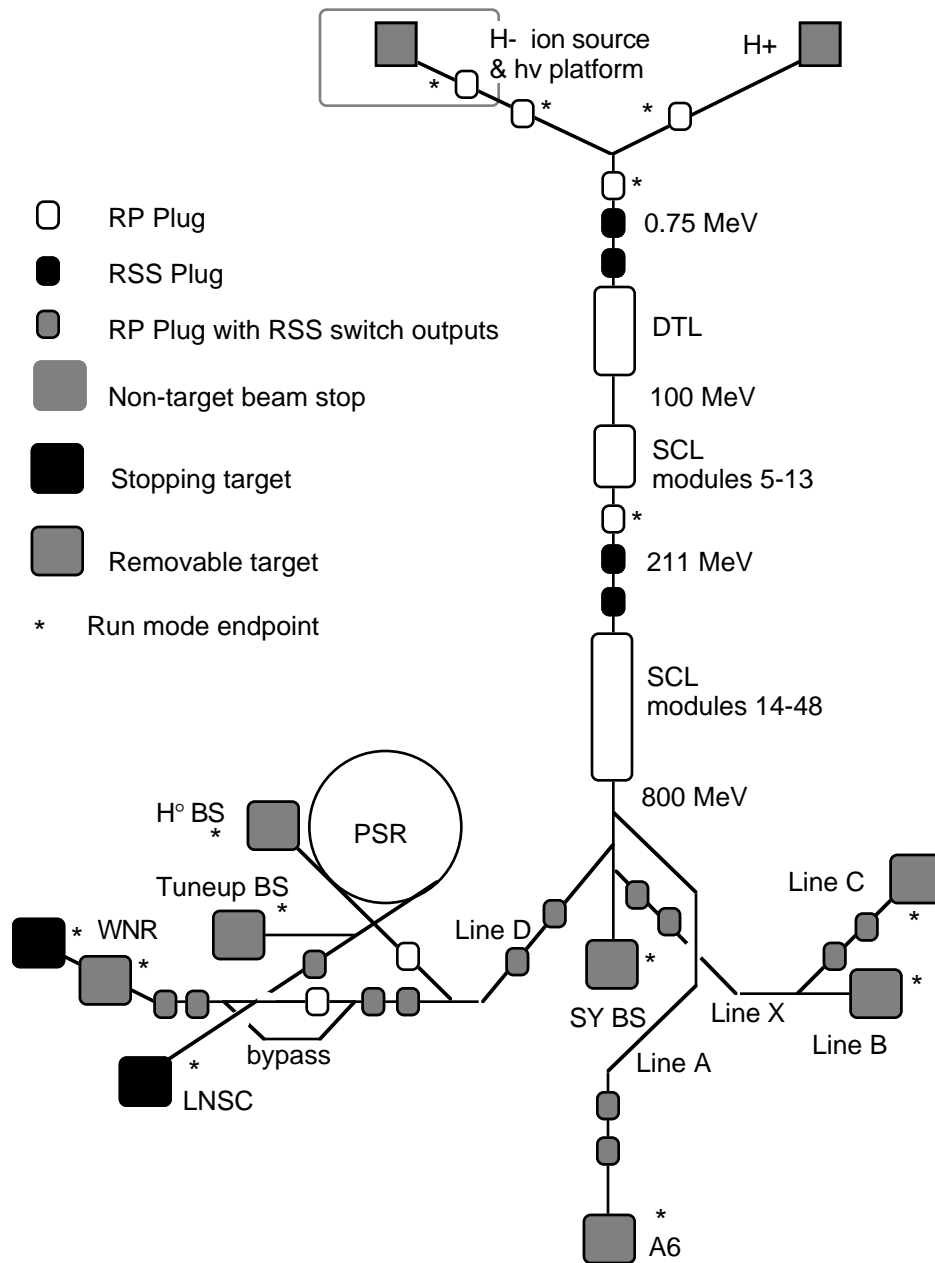 H- ion source
& hv platform
H+
*
*
*
*
RP Plug
0.75 MeV
RSS Plug
RP Plug with RSS switch outputs
DTL
Non-target beam stop
100 MeV
SCL
modules 5-13
Stopping target
*
Removable target
211 MeV
* Run mode endpoint
SCL
modules 14-48
800 MeV
H° BS
*
PSR
Tuneup BS
*
Line C
*
* WNR
*
Line D
*
*
SY BS
Line X
Line B
bypass
Line A
*
LNSC
*
A6